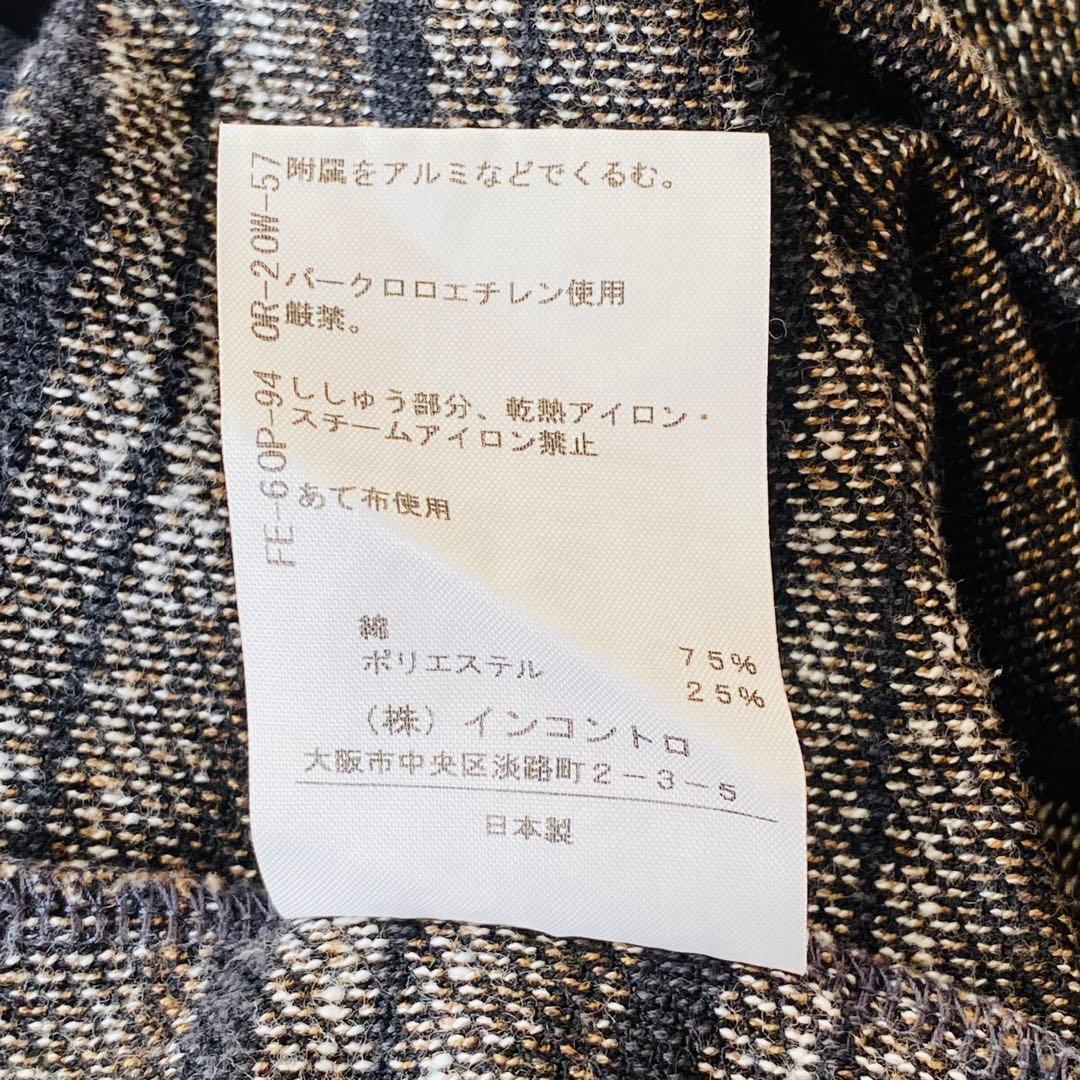 附属をアルミなどでくるむ。
パークロロエチレン使用
厳禁。
ししゅう部分、乾熱アイロン・
スチームアイロン禁止
あて布使用
綿 75%
ポリエステル 25%
(株)インコントロ
大阪市中央区淡路町2-3-5
日本製
FE-60P-94 0R-20W-57